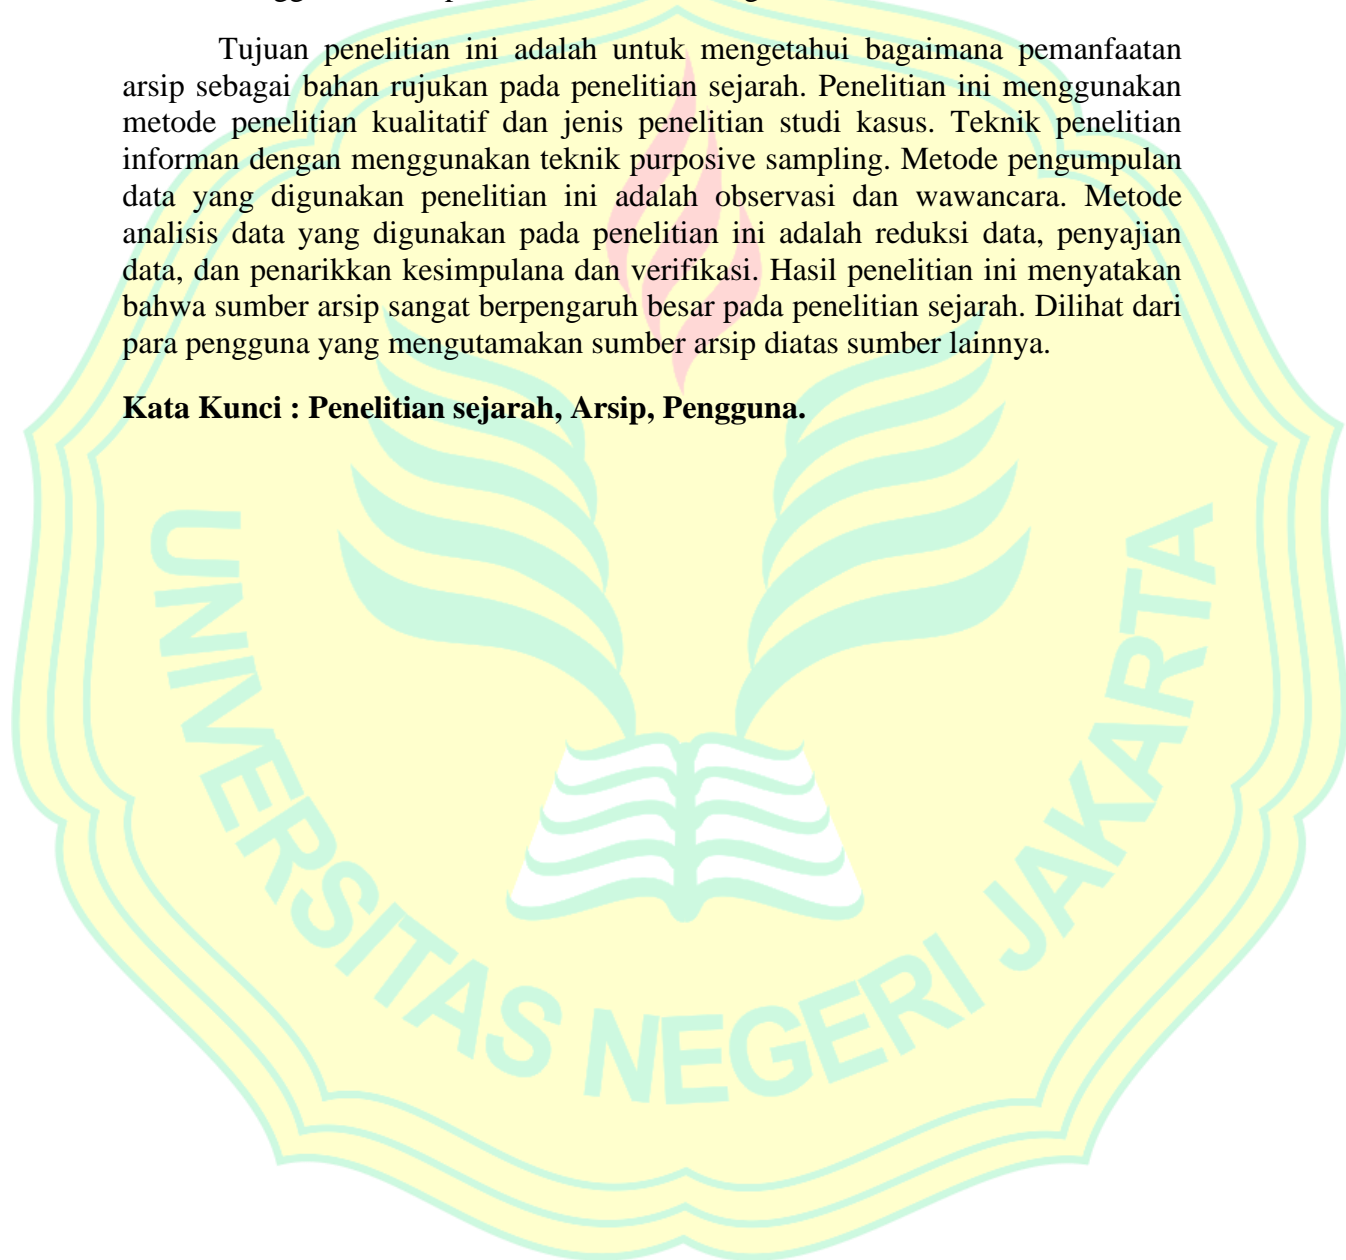 Tujuan penelitian ini adalah untuk mengetahui bagaimana pemanfaatan
arsip sebagai bahan rujukan pada penelitian sejarah. Penelitian ini menggunakan
metode penelitian kualitatif dan jenis penelitian studi kasus. Teknik penelitian
informan dengan menggunakan teknik purposive sampling. Metode pengumpulan
data yang digunakan penelitian ini adalah observasi dan wawancara. Metode
analisis data yang digunakan pada penelitian ini adalah reduksi data, penyajian
data, dan penarikkan kesimpulana dan verifikasi. Hasil penelitian ini menyatakan
bahwa sumber arsip sangat berpengaruh besar pada penelitian sejarah. Dilihat dari
para pengguna yang mengutamakan sumber arsip diatas sumber lainnya.
Kata Kunci : Penelitian sejarah, Arsip, Pengguna.
UNIVERSITAS NEGERI JAKARTA